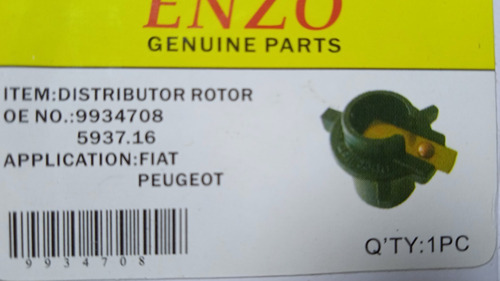 ENZO
GENUINE PARTS
ITEM:DISTRIBUTOR ROTOR
OE NO.:9934708
5937.16
APPLICATION:FIAT
PEUGEOT
9934708
Q'TY:1PC